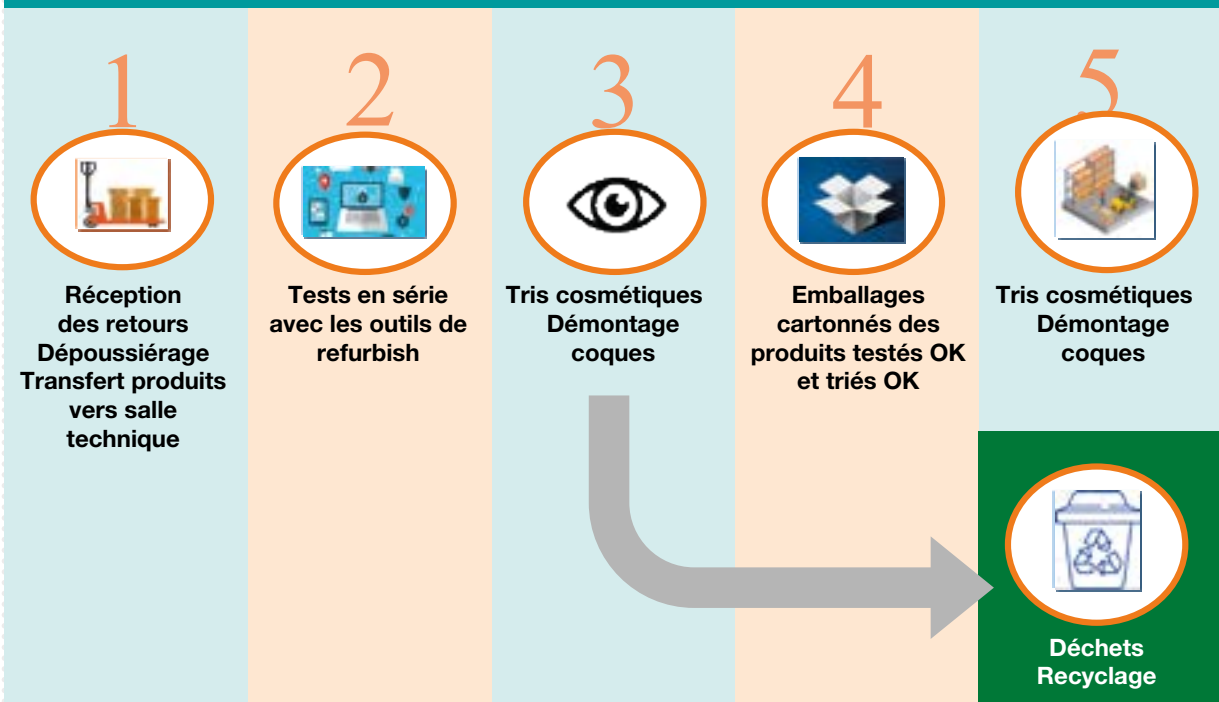 1
Réception
des retours
Dépoussiérage
Transfert produits
vers salle
technique
2
Tests en série
avec les outils de
refurbish
3
Tris cosmétiques
Démontage
coques
4
Emballages
cartonnés des
produits testés OK
et triés OK
5
Tris cosmétiques
Démontage
coques
Déchets
Recyclage